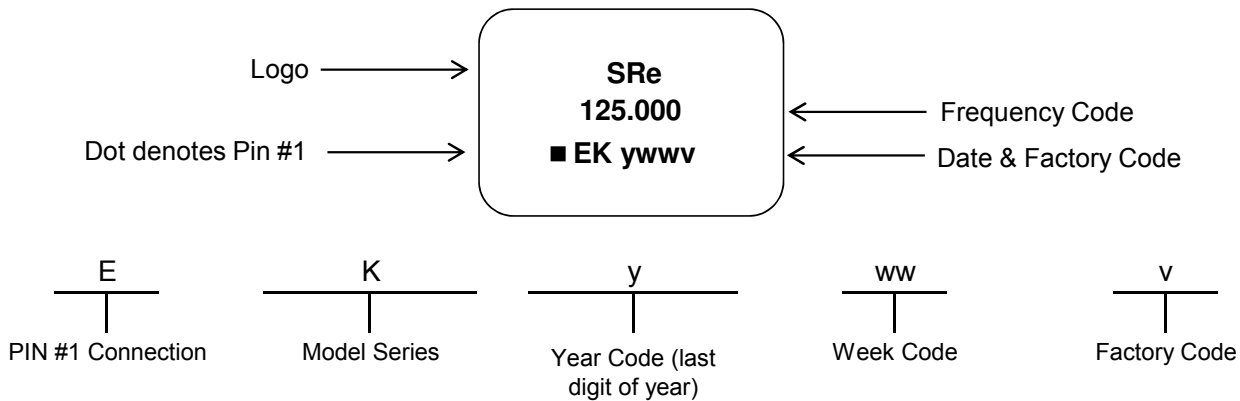 Logo
SRe
125.000
Frequency Code
Dot denotes Pin #1
■ EK ywwv
Date & Factory Code
E
K
y
ww
v
PIN #1 Connection
Model Series
Year Code (last
digit of year)
Week Code
Factory Code